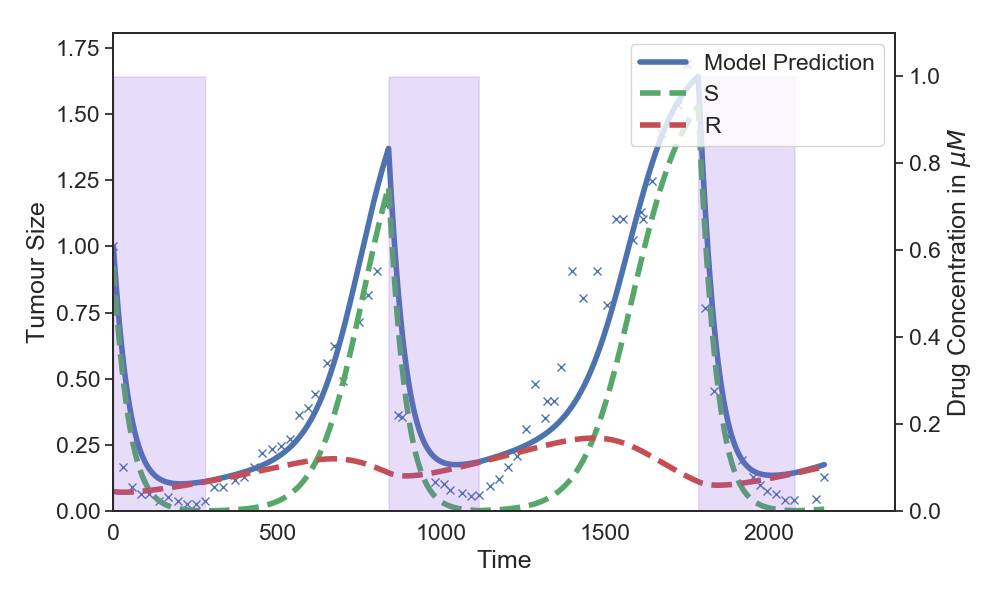 Model Prediction
S
R
Tumour Size
1.75
1.50
1.25
1.00
0.75
0.50
0.25
0.00
1.0
0.8
0.6
0.4
0.2
0.0
Drug Concentration in μM
0 500 1000 1500 2000
Time